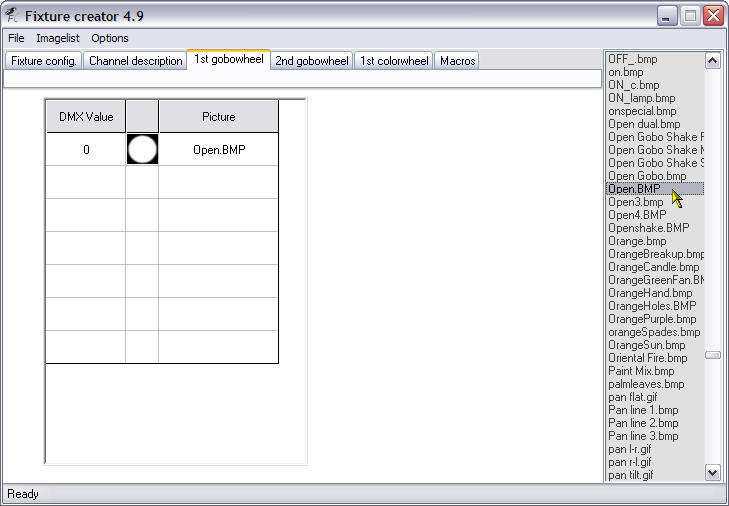 Fixture creator 4.9
File Imagelist Options
Fixture config. Channel description 1st gobowheel 2nd gobowheel 1st colorwheel Macros
DMX Value Picture
0 Open.BMP
OFF_.bmp
on.bmp
ON_c.bmp
ON_lamp.bmp
onspecial.bmp
Open dual.bmp
Open Gobo Shake
Open Gobo Shake
Open Gobo Shake
Open Gobo.bmp
Open.BMP
Open3.bmp
Open4.BMP
Openshake.BMP
Orange.bmp
OrangeBreakup.bmp
OrangeCandle.bmp
OrangeGreenFan.BM
OrangeHand.bmp
OrangeHoles.BMP
OrangePurple.bmp
orangeSpades.bmp
OrangeSun.bmp
Oriental Fire.bmp
Paint Mix.bmp
palmleaves.bmp
pan flat.gif
Pan line 1.bmp
Pan line 2.bmp
Pan line 3.bmp
pan l-r.gif
pan r-l.gif
pan tilt.gif
Ready